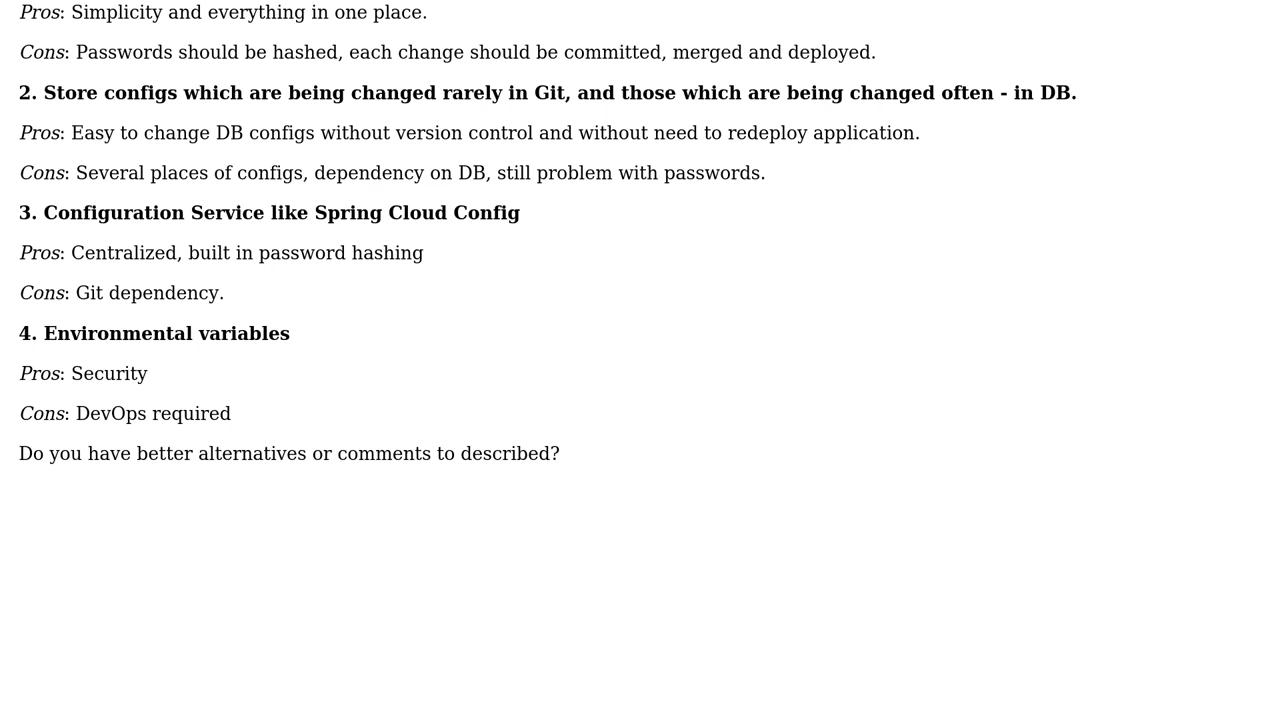 Pros: Simplicity and everything in one place.
Cons: Passwords should be hashed, each change should be committed, merged and deployed.
2. Store configs which are being changed rarely in Git, and those which are being changed often - in DB.
Pros: Easy to change DB configs without version control and without need to redeploy application.
Cons: Several places of configs, dependency on DB, still problem with passwords.
3. Configuration Service like Spring Cloud Config
Pros: Centralized, built in password hashing
Cons: Git dependency.
4. Environmental variables
Pros: Security
Cons: DevOps required
Do you have better alternatives or comments to described?